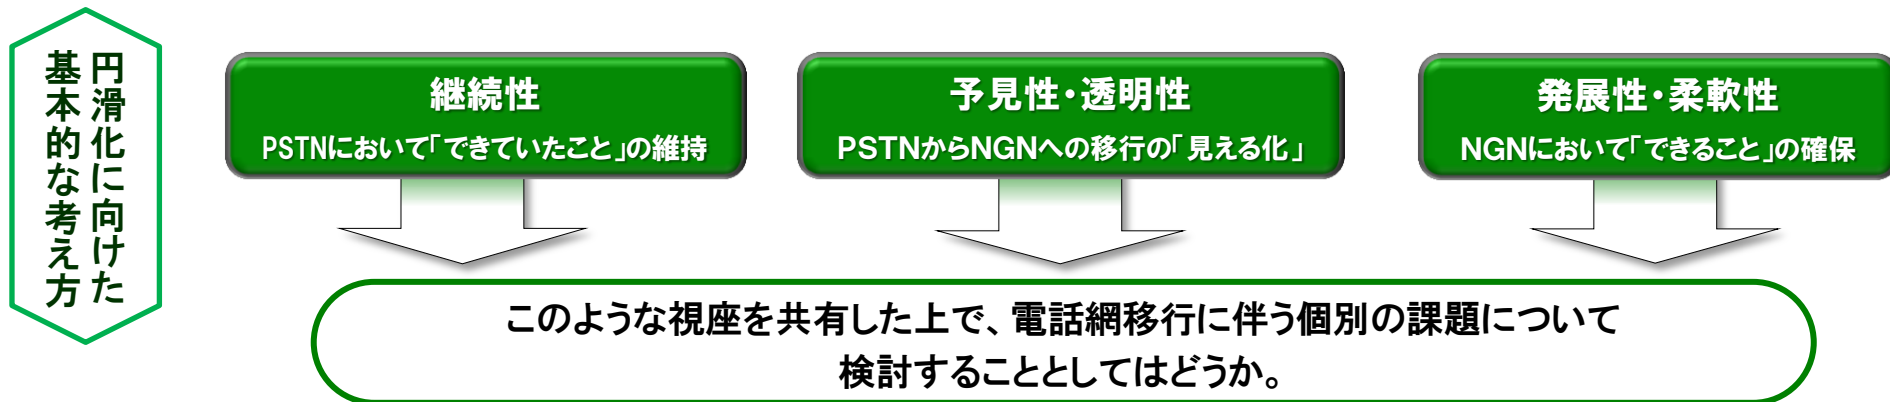 円滑化に向けた
基本的な考え方
継続性
PSTNにおいて「できていたこと」の維持
予見性・透明性
PSTNからNGNへの移行の「見える化」
発展性・柔軟性
NGNにおいて「できること」の確保
このような視座を共有した上で、電話網移行に伴う個別の課題について
検討することとしてはどうか。